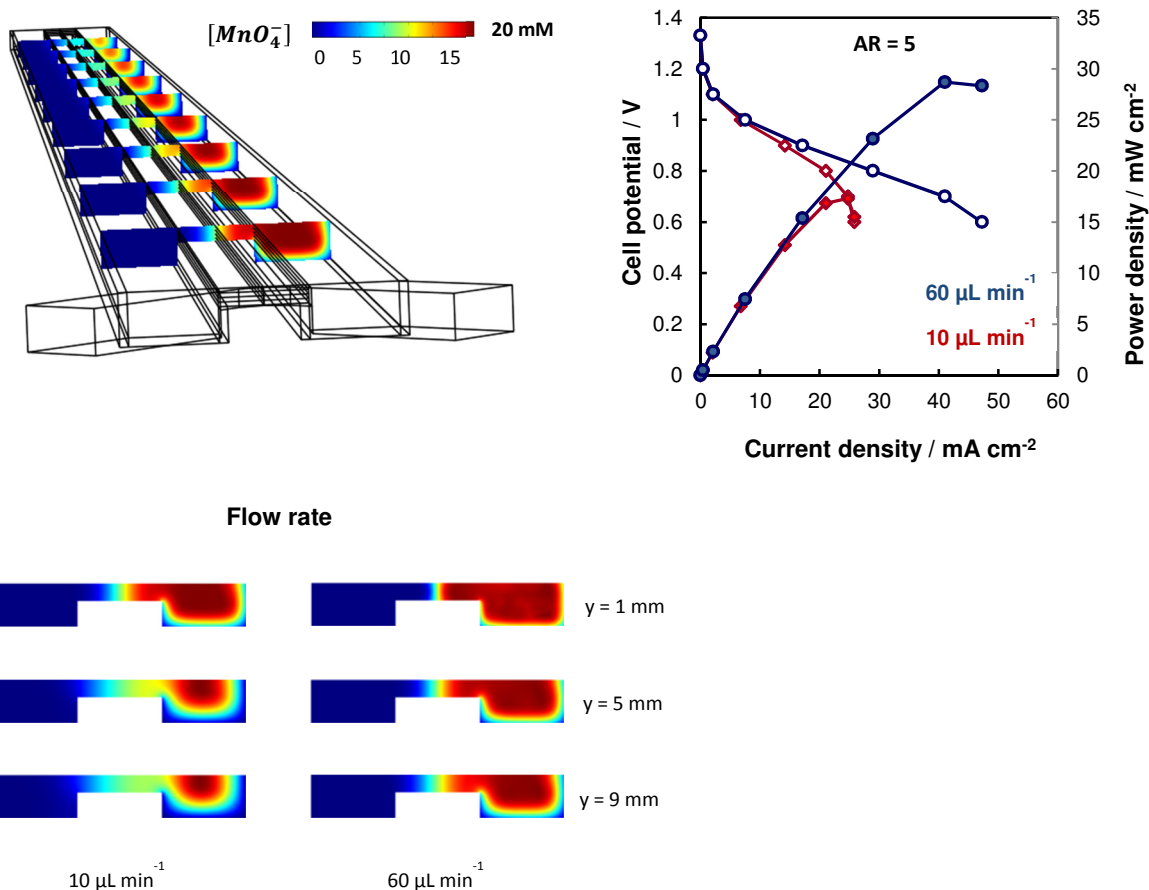 [MnO₄⁻]
20 mM
0 5 10 15
AR = 5
Cell potential / V
1.4
1.2
1
0.8
0.6
0.4
0.2
0
Power density / mW cm⁻²
35
30
25
20
15
10
5
0
60 µL min⁻¹
10 µL min⁻¹
0 10 20 30 40 50 60
Current density / mA cm⁻²
Flow rate
y = 1 mm
y = 5 mm
y = 9 mm
10 µL min⁻¹
60 µL min⁻¹